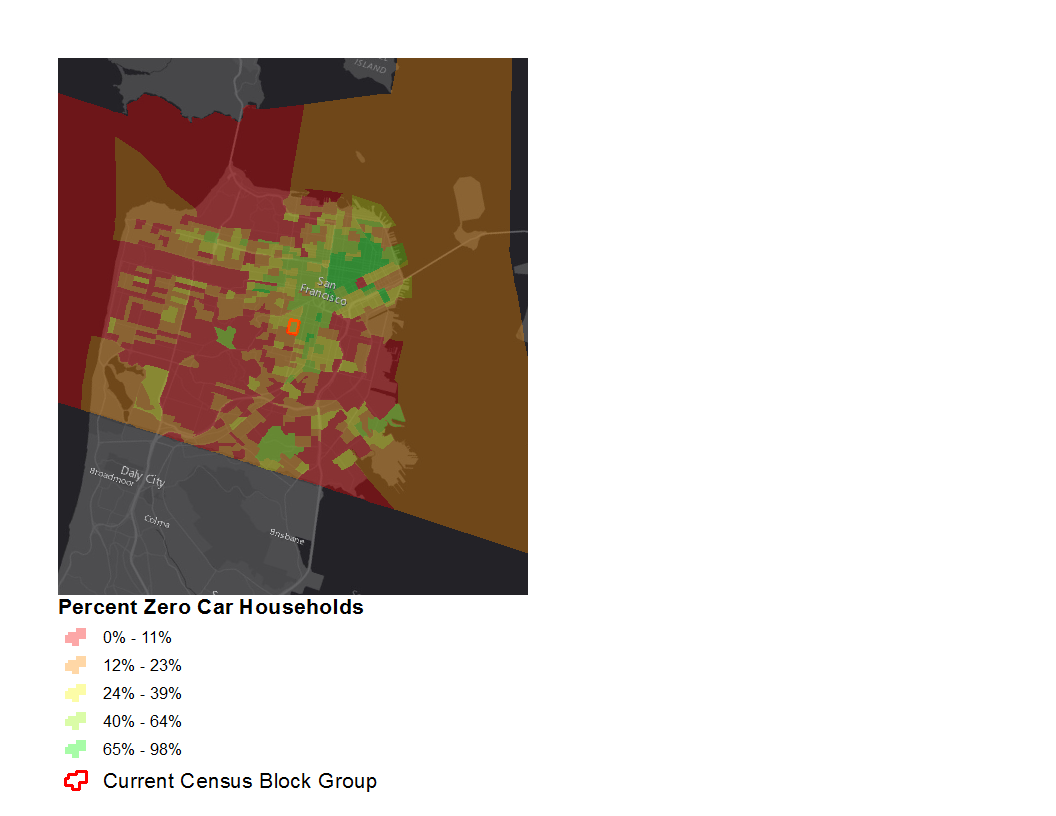 ISLAND
San
Francisco
Daly City
Broadmoor
Colma
Brisbane
Percent Zero Car Households
0% - 11%
12% - 23%
24% - 39%
40% - 64%
65% - 98%
Current Census Block Group